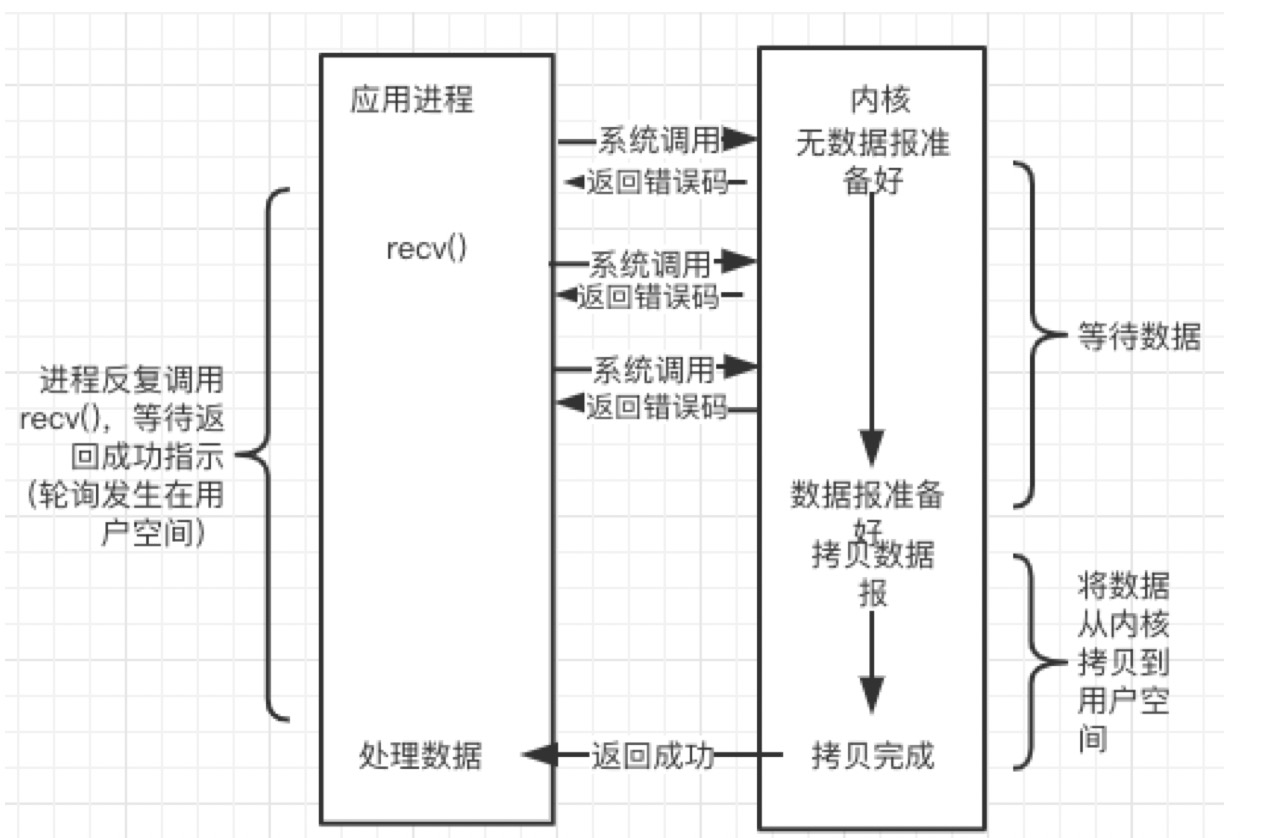 应用进程
内核
系统调用
无数据报准
备好
返回错误码
recv()
系统调用
返回错误码
等待数据
系统调用
返回错误码
进程反复调用
recv()，等待返
回成功指示
（轮询发生在用
户空间）
数据报准备
好
拷贝数据
报
将数据
从内核
拷贝到
用户空
间
处理数据
返回成功
拷贝完成